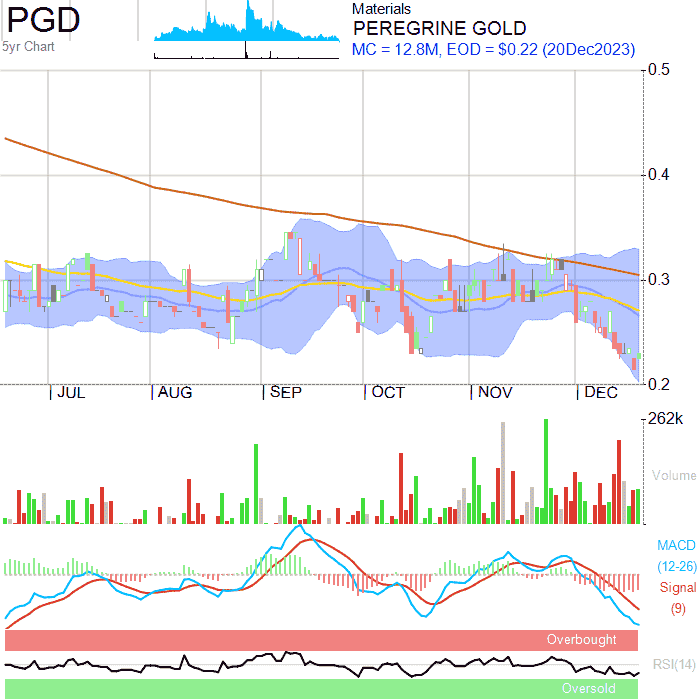 PGD
5yr Chart
Materials
PEREGRINE GOLD
MC = 12.8M, EOD = $0.22 (20Dec2023)
0.5
0.4
0.3
0.2
JUL AUG SEP OCT NOV DEC
262k
Volume
MACD
(12-26)
Signal
(9)
Overbought
RSI(14)
Oversold